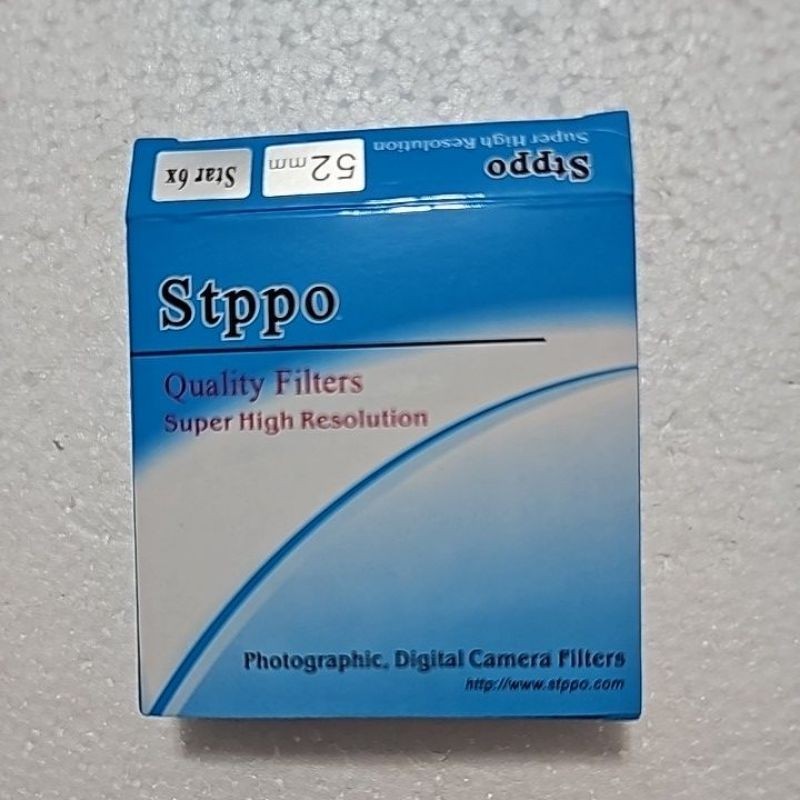 Stppo
Super High Resolution
52mm
Star 6x
Stppo
Quality Filters
Super High Resolution
Photographic, Digital Camera Filters
http://www.stppo.com